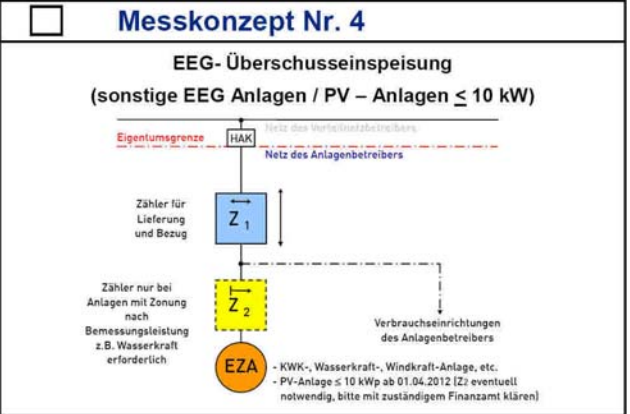 Messkonzept Nr. 4
EEG- Überschusseinspeisung
(sonstige EEG Anlagen / PV – Anlagen ≤ 10 kW)
Netz des Verteilnetzbetreibers
Eigentumsgrenze
HAK
Netz des Anlagenbetreibers
Zähler für
Lieferung
und Bezug
Z 1
Zähler nur bei
Anlagen mit Zonung
nach
Bemessungsleistung
z.B. Wasserkraft
erforderlich
Z 2
Verbrauchseinrichtungen
des Anlagenbetreibers
EZA
- KWK-, Wasserkraft-, Windkraft-Anlage, etc.
- PV-Anlage ≤ 10 kWp ab 01.04.2012 (Z2 eventuell
notwendig, bitte mit zuständigem Finanzamt klären)